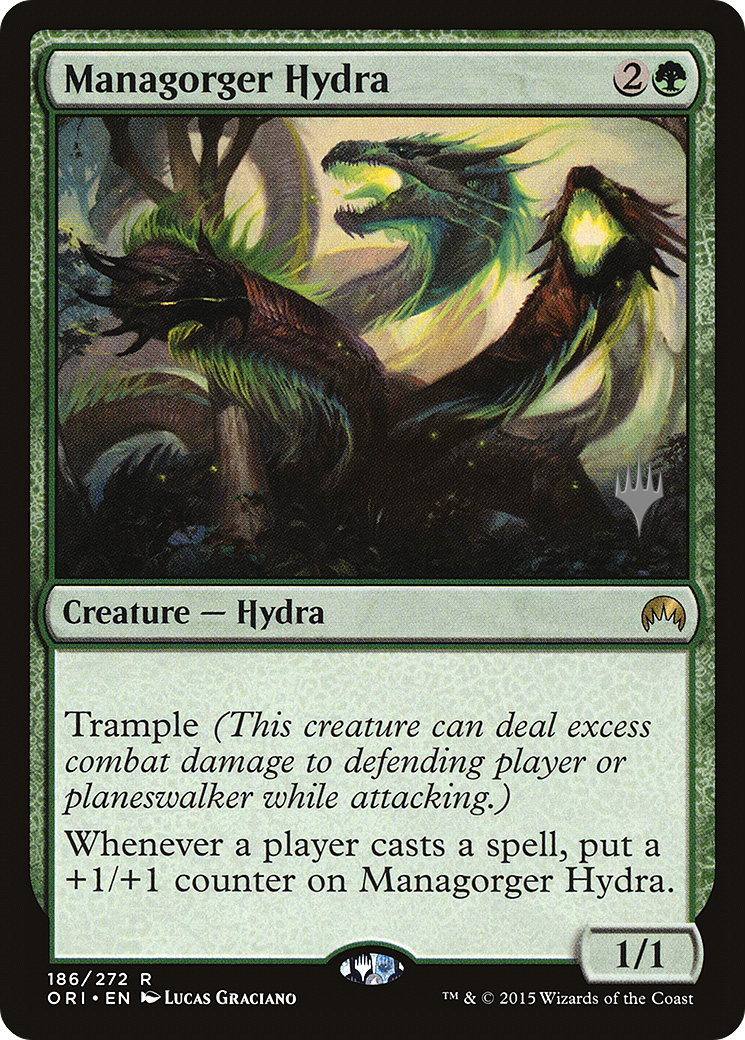 Managorger Hydra 2
Creature — Hydra
Trample (This creature can deal excess
combat damage to defending player or
planeswalker while attacking.)
Whenever a player casts a spell, put a
+1/+1 counter on Managorger Hydra.
1/1
186/272 R
ORI • EN Lucas Graciano
™ & © 2015 Wizards of the Coast